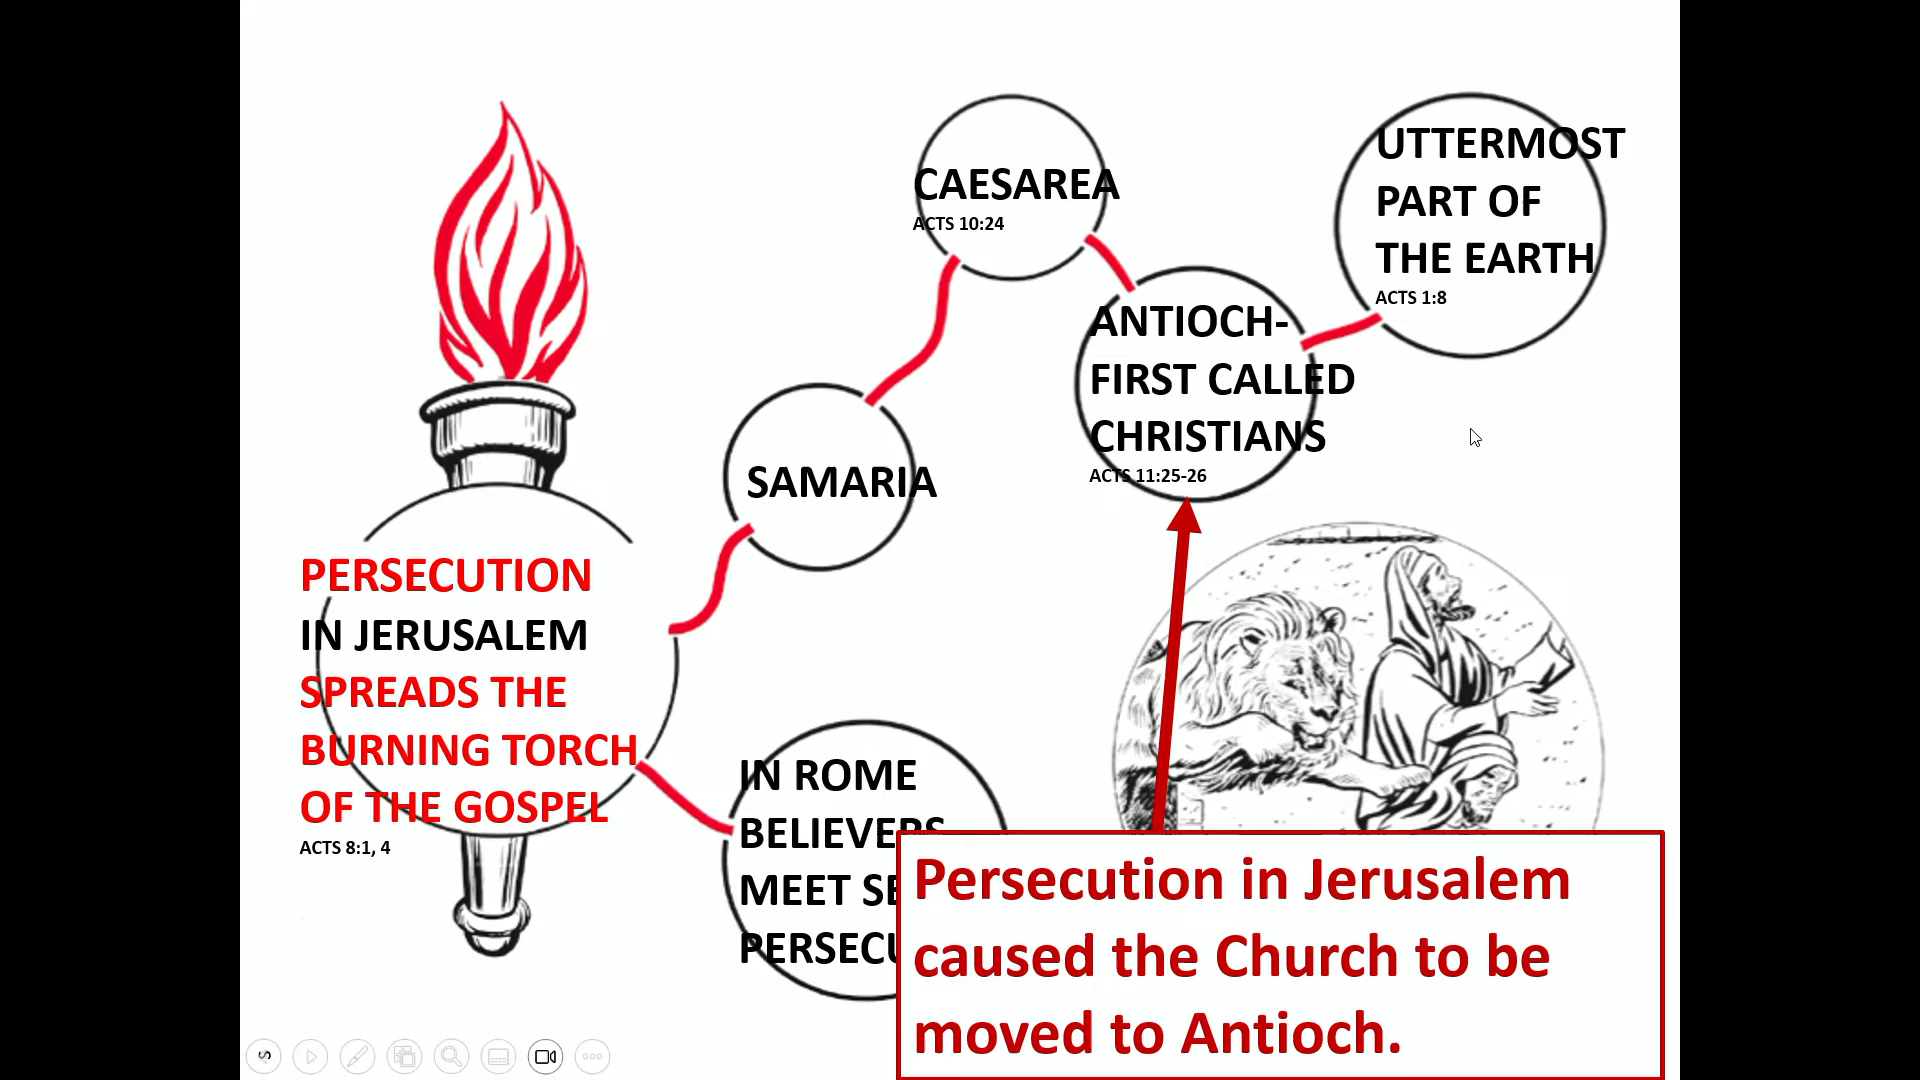 PERSECUTION
IN JERUSALEM
SPREADS THE
BURNING TORCH
OF THE GOSPEL
ACTS 8:1, 4
SAMARIA
CAESAREA
ACTS 10:24
ANTIOCH-
FIRST CALLED
CHRISTIANS
ACTS 11:25-26
UTTERMOST
PART OF
THE EARTH
ACTS 1:8
IN ROME
BELIEVERS
MEET
Persecution in Jerusalem
caused the Church to be
moved to Antioch.